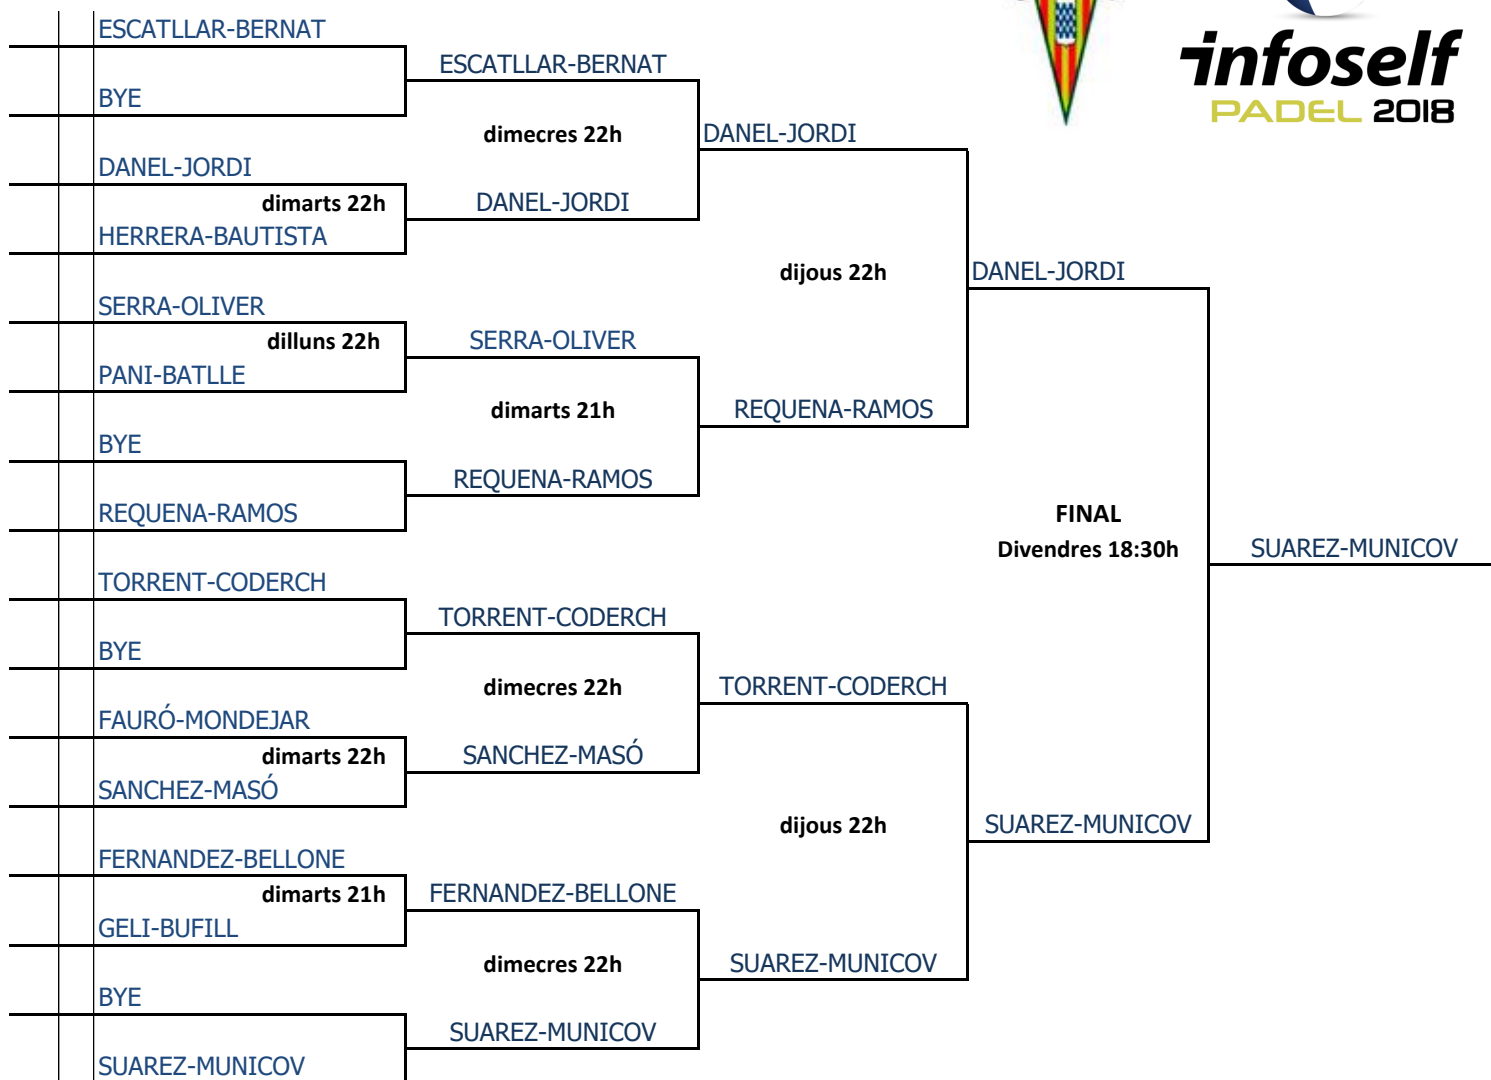 ESCATLLAR-BERNAT
BYE
DANEL-JORDI
dimarts 22h
HERRERA-BAUTISTA
SERRA-OLIVER
dilluns 22h
PANI-BATLLE
BYE
REQUENA-RAMOS
TORRENT-CODERCH
BYE
FAURÓ-MONDEJAR
dimarts 22h
SANCHEZ-MASÓ
FERNANDEZ-BELLONE
dimarts 21h
GELI-BUFILL
BYE
SUAREZ-MUNICOV
ESCATLLAR-BERNAT
dimecres 22h
DANEL-JORDI
SERRA-OLIVER
dimarts 21h
REQUENA-RAMOS
TORRENT-CODERCH
dimecres 22h
SANCHEZ-MASÓ
FERNANDEZ-BELLONE
dimecres 22h
SUAREZ-MUNICOV
DANEL-JORDI
dijous 22h
REQUENA-RAMOS
TORRENT-CODERCH
dijous 22h
SUAREZ-MUNICOV
DANEL-JORDI
FINAL
Divendres 18:30h
SUAREZ-MUNICOV
SUAREZ-MUNICOV
infoself
PADEL 2018